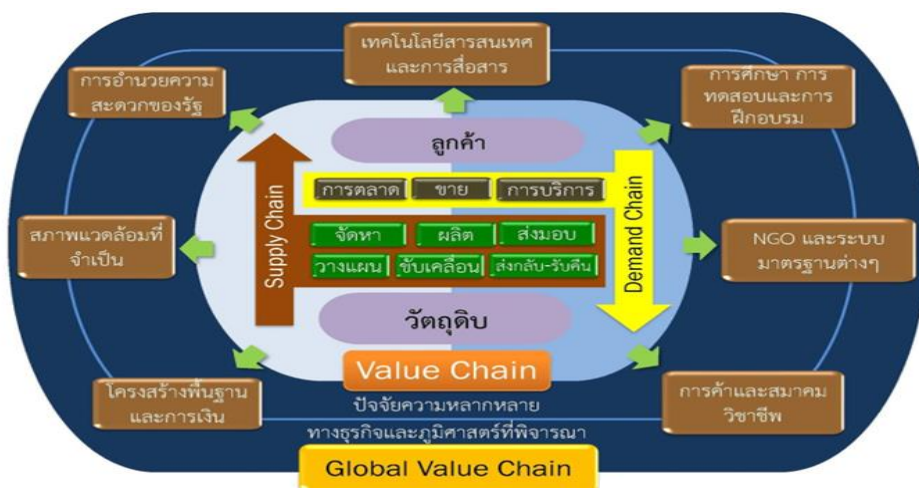 เทคโนโลยีสารสนเทศ
และการสื่อสาร
การอำนวยความ
สะดวกของรัฐ
การศึกษา การ
ทดสอบและการ
ฝึกอบรม
ลูกค้า
การตลาด
ขาย
การบริการ
Supply Chain
Demand Chain
จัดหา
ผลิต
ส่งมอบ
วางแผน
ขับเคลื่อน
ส่งกลับ-รับคืน
สภาพแวดล้อมที่
จำเป็น
NGO และระบบ
มาตรฐานต่างๆ
วัตถุดิบ
Value Chain
โครงสร้างพื้นฐาน
และการเงิน
การค้าและสมาคม
วิชาชีพ
ปัจจัยความหลากหลาย
ทางธุรกิจและภูมิศาสตร์ที่พิจารณา
Global Value Chain